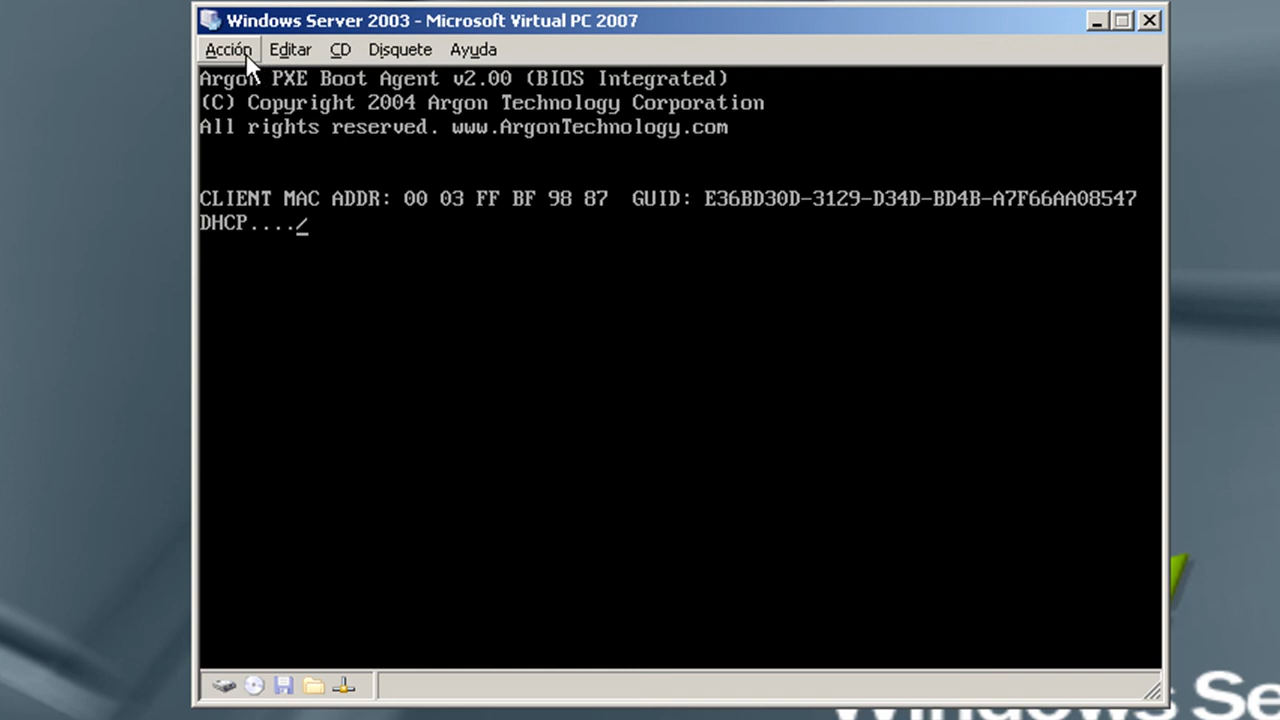 Windows Server 2003 - Microsoft Virtual PC 2007
Acción Editar CD Disquete Ayuda
Argon PXE Boot Agent v2.00 (BIOS Integrated)
(C) Copyright 2004 Argon Technology Corporation
All rights reserved. www.ArgonTechnology.com
CLIENT MAC ADDR: 00 03 FF BF 98 87 GUID: E36BD30D-3129-D34D-BD4B-A7F66AA08547
DHCP..../
Windows Se